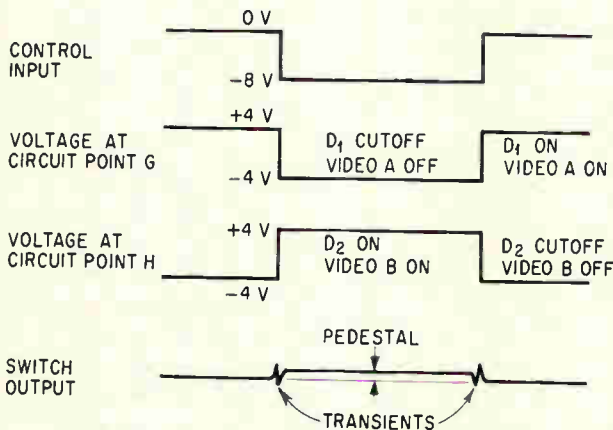 0 V
CONTROL
INPUT
−8 V
+4 V
VOLTAGE AT
CIRCUIT POINT G
D₁ CUTOFF
VIDEO A OFF
D₁ ON
VIDEO A ON
−4 V
+4 V
VOLTAGE AT
CIRCUIT POINT H
D₂ ON
VIDEO B ON
D₂ CUTOFF
VIDEO B OFF
−4 V
PEDESTAL
SWITCH
OUTPUT
TRANSIENTS